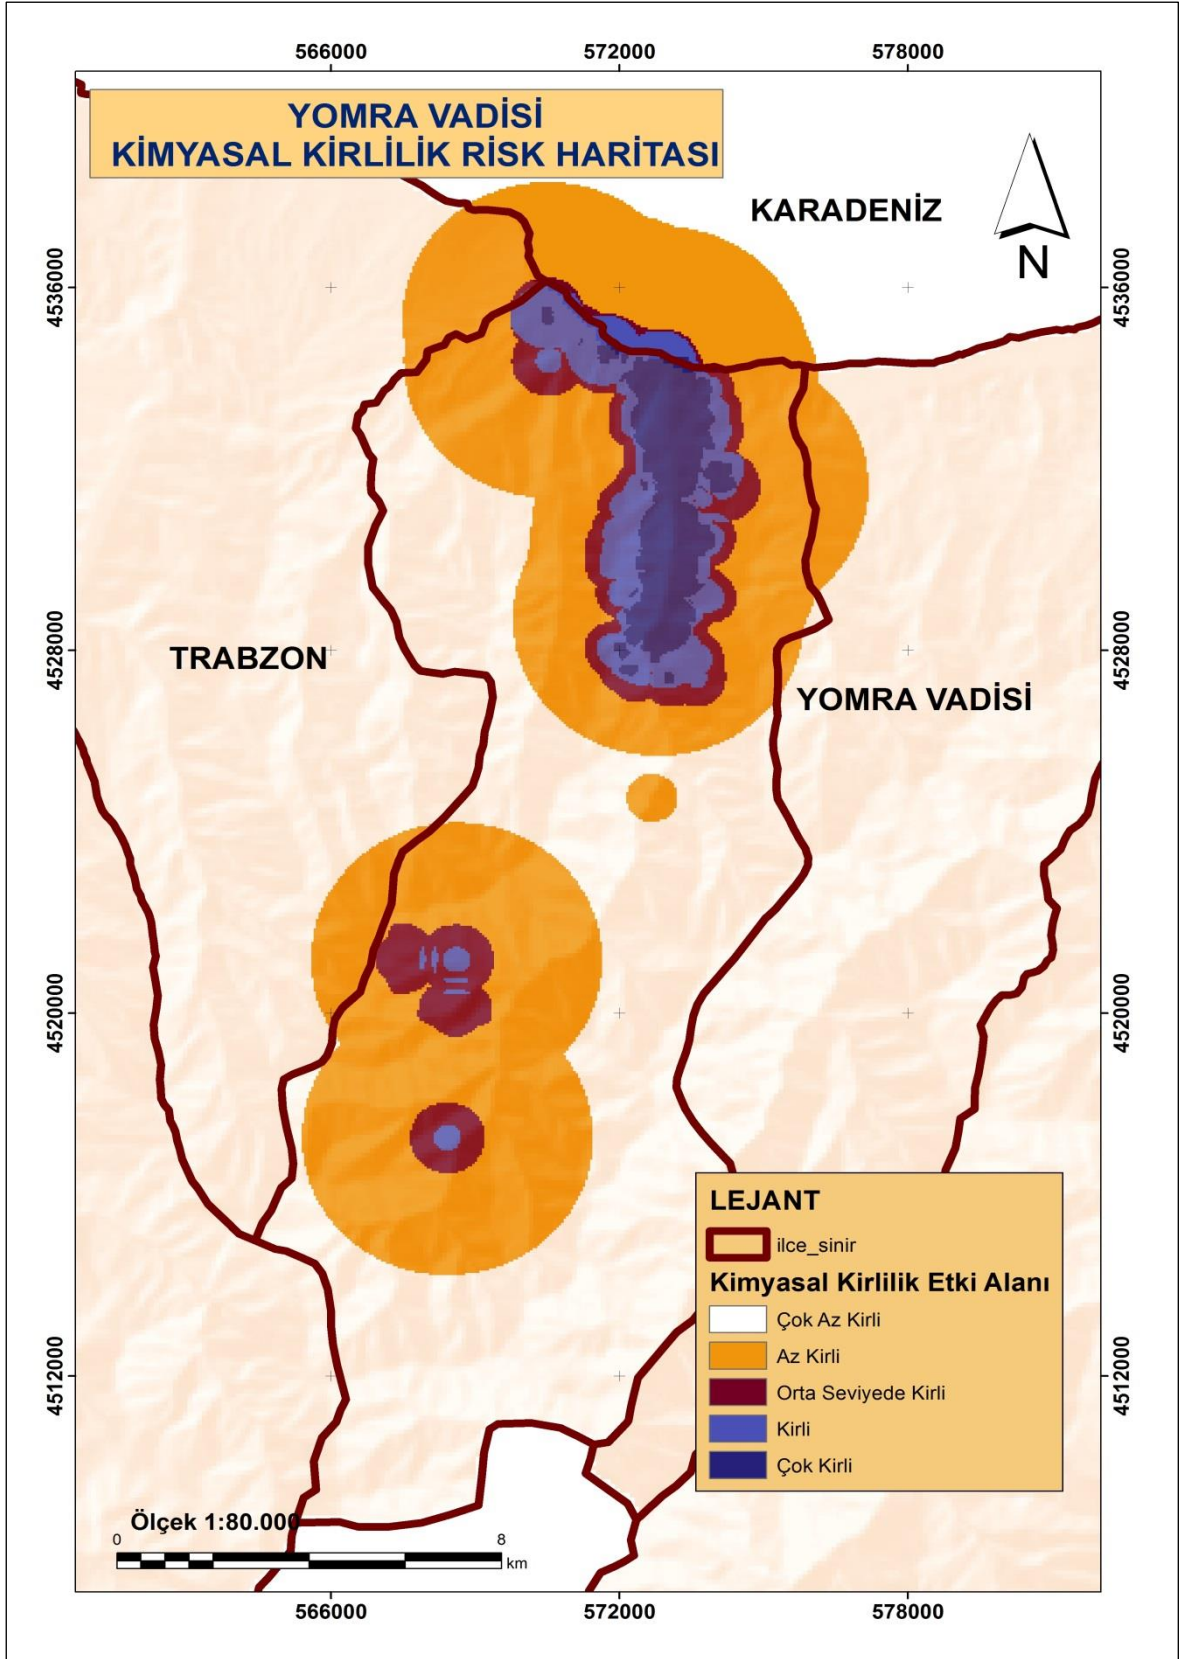 566000
572000
578000
YOMRA VADİSİ
KİMYASAL KİRLİLİK RİSK HARİTASI
KARADENİZ
N
4536000
4536000
4528000
4528000
TRABZON
YOMRA VADİSİ
4520000
4520000
LEJANT
ilce_sinir
Kimyasal Kirlilik Etki Alanı
Çok Az Kirli
Az Kirli
Orta Seviyede Kirli
Kirli
Çok Kirli
4512000
4512000
Ölçek 1:80.000
0
8
km
566000
572000
578000